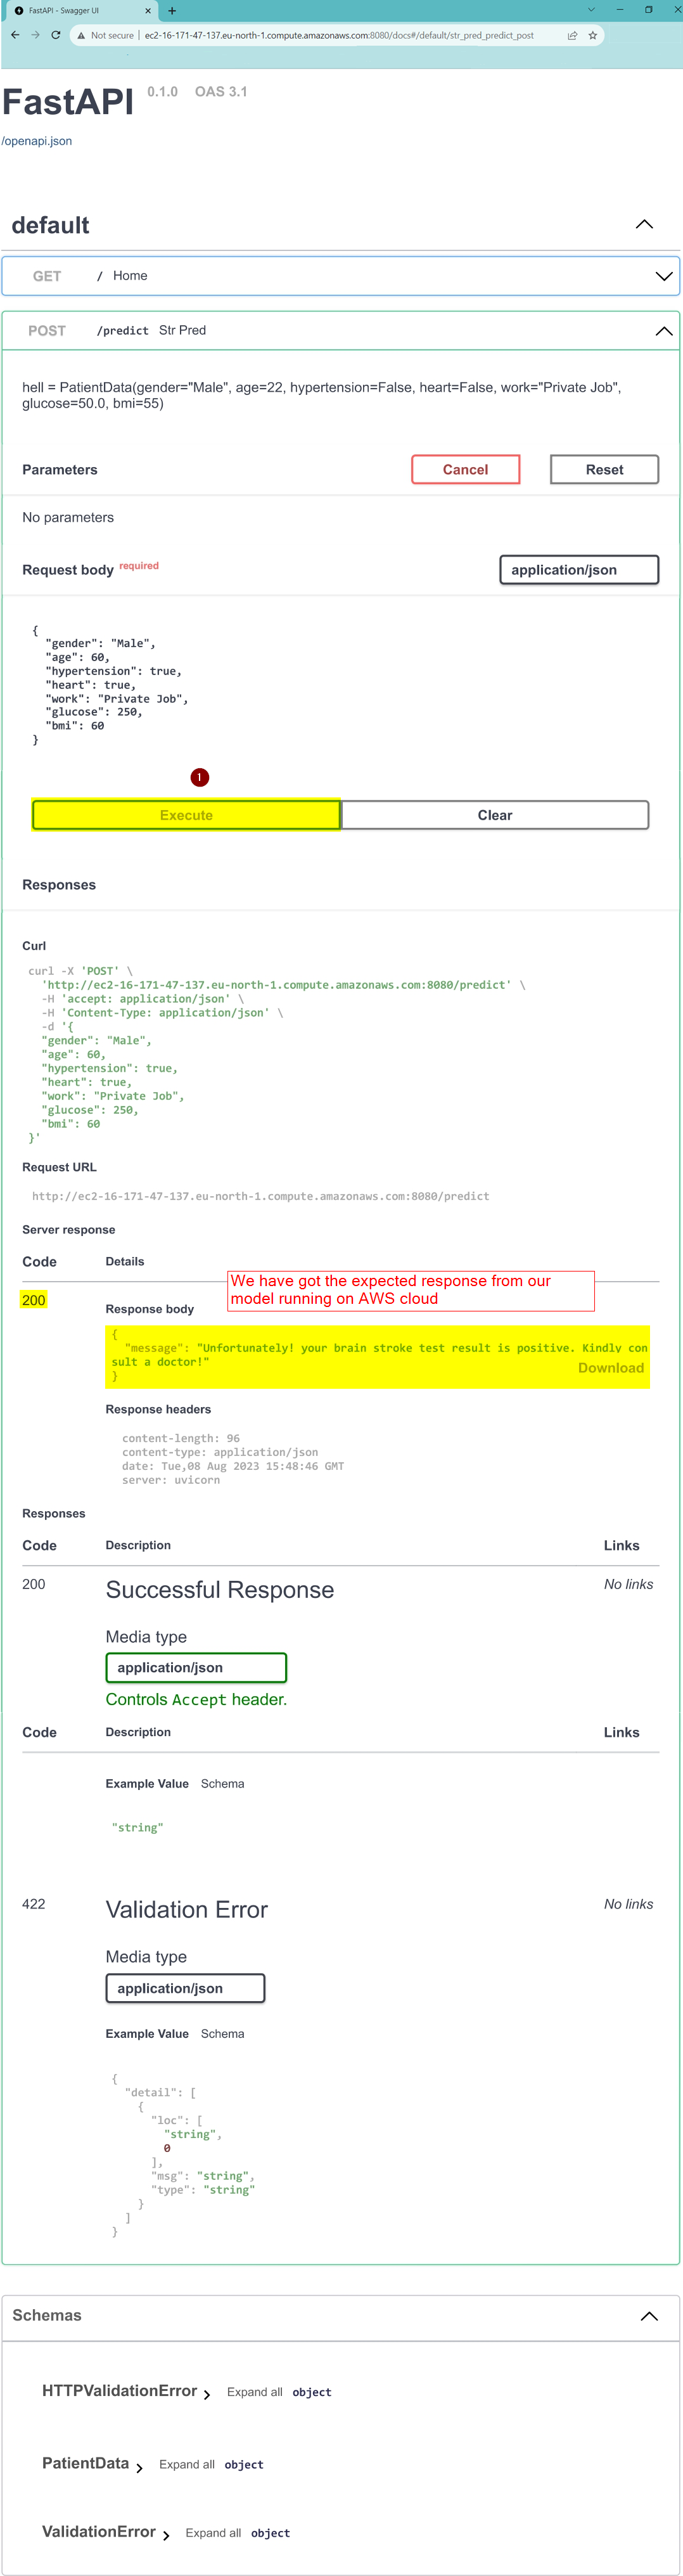 FastAPI - Swagger UI
Not secure | ec2-16-171-47-137.eu-north-1.compute.amazonaws.com:8080/docs#/default/str_pred_predict_post
FastAPI 0.1.0 OAS 3.1
/openapi.json
default
GET / Home
POST /predict Str Pred
hell = PatientData(gender="Male", age=22, hypertension=False, heart=False, work="Private Job",
glucose=50.0, bmi=55)
Parameters Cancel Reset
No parameters
Request body required application/json
{
"gender": "Male",
"age": 60,
"hypertension": true,
"heart": true,
"work": "Private Job",
"glucose": 250,
"bmi": 60
}
1
Execute Clear
Responses
Curl
curl -X 'POST' \
'http://ec2-16-171-47-137.eu-north-1.compute.amazonaws.com:8080/predict' \
-H 'accept: application/json' \
-H 'Content-Type: application/json' \
-d '{
"gender": "Male",
"age": 60,
"hypertension": true,
"heart": true,
"work": "Private Job",
"glucose": 250,
"bmi": 60
}'
Request URL
http://ec2-16-171-47-137.eu-north-1.compute.amazonaws.com:8080/predict
Server response
Code Details
We have got the expected response from our
model running on AWS cloud
200
Response body
{
"message": "Unfortunately! your brain stroke test result is positive. Kindly con
sult a doctor!"
}
Download
Response headers
content-length: 96
content-type: application/json
date: Tue,08 Aug 2023 15:48:46 GMT
server: uvicorn
Responses
Code Description Links
200 Successful Response No links
Media type
application/json
Controls Accept header.
Code Description Links
Example Value Schema
"string"
422 Validation Error No links
Media type
application/json
Example Value Schema
{
"detail": [
{
"loc": [
"string",
0
],
"msg": "string",
"type": "string"
}
]
}
Schemas
HTTPValidationError Expand all object
PatientData Expand all object
ValidationError Expand all object